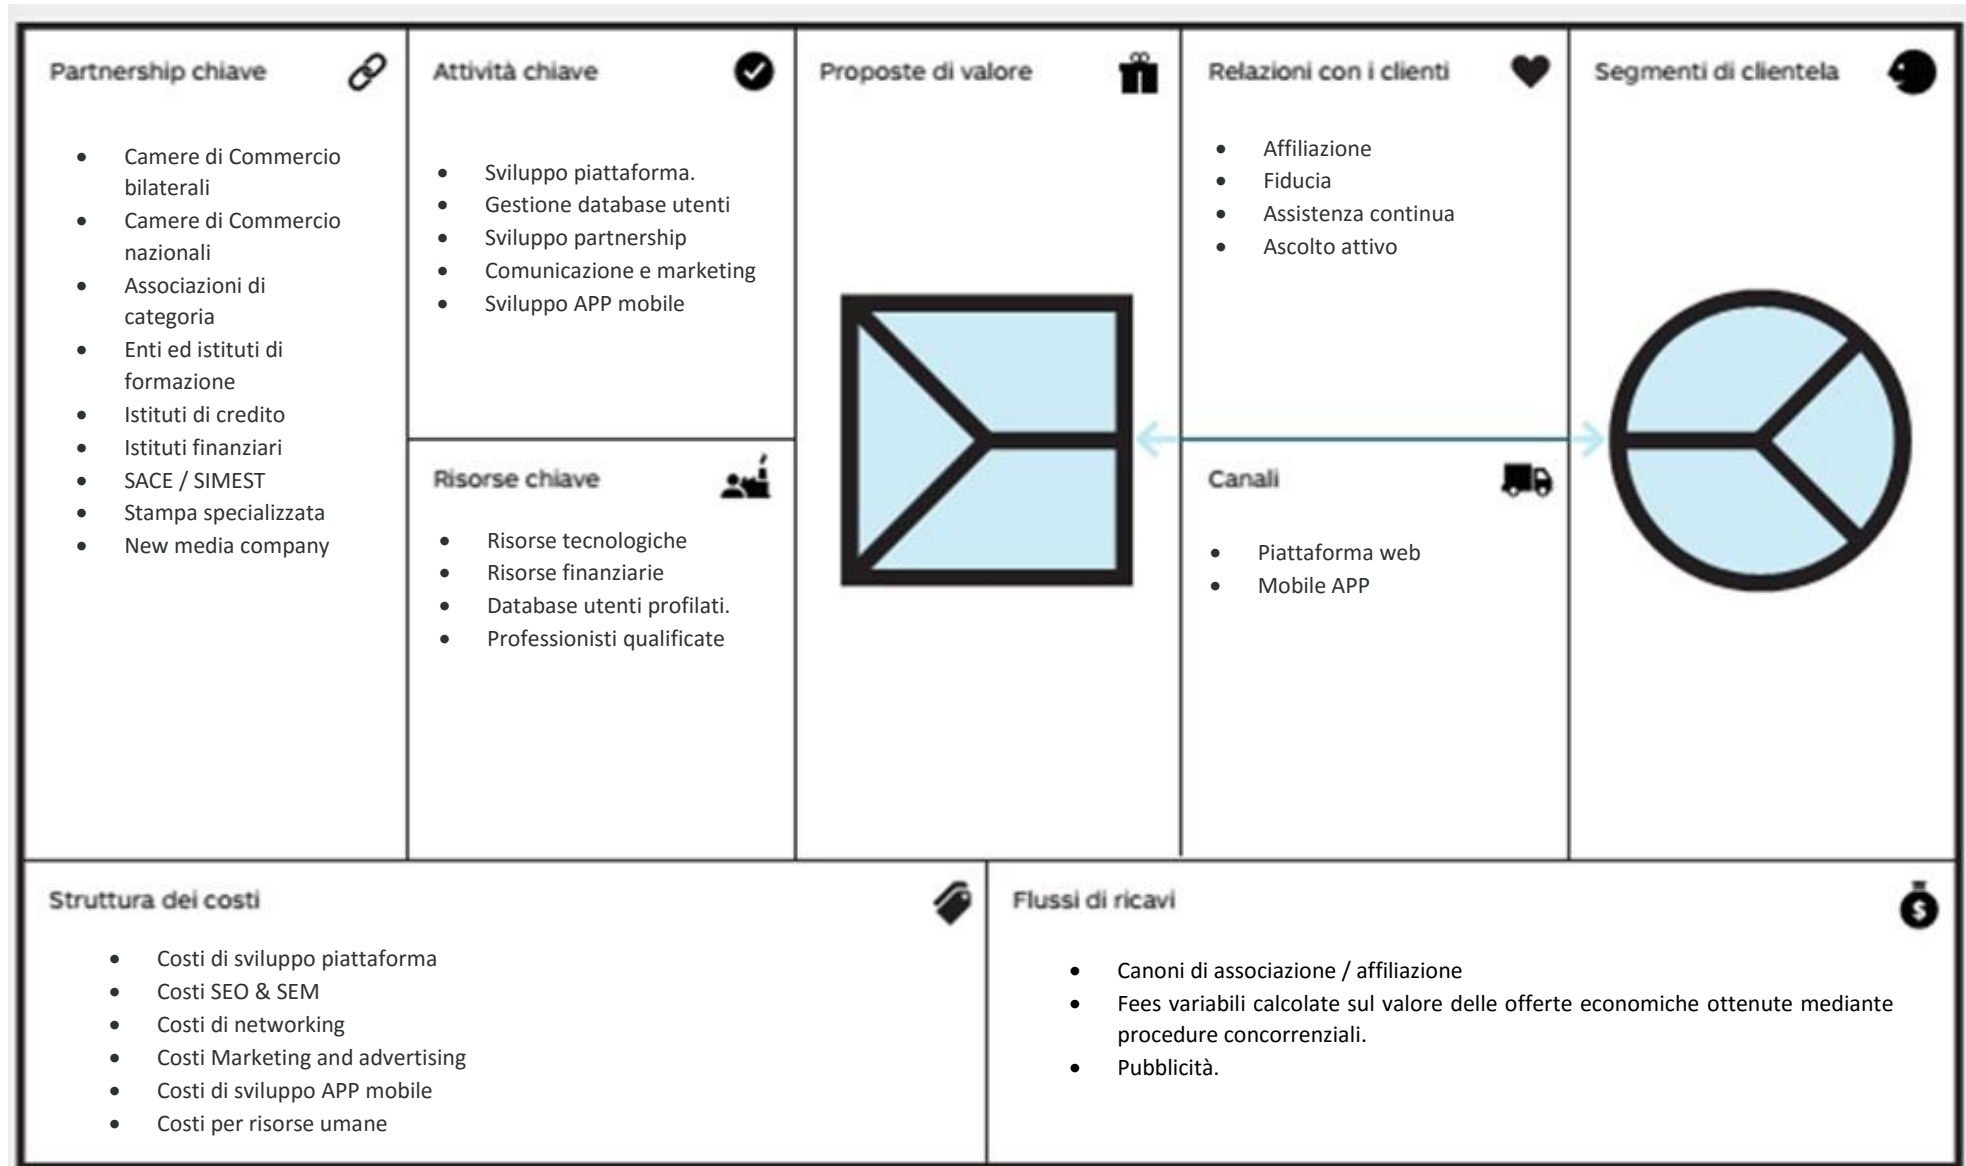 Partnership chiave
• Camere di Commercio
bilaterali
• Camere di Commercio
nazionali
• Associazioni di
categoria
• Enti ed istituti di
formazione
• Istituti di credito
• Istituti finanziari
• SACE / SIMEST
• Stampa specializzata
• New media company
Attività chiave
• Sviluppo piattaforma.
• Gestione database utenti
• Sviluppo partnership
• Comunicazione e marketing
• Sviluppo APP mobile
Risorse chiave
• Risorse tecnologiche
• Risorse finanziarie
• Database utenti profilati.
• Professionisti qualificate
Proposte di valore
Relazioni con i clienti
• Affiliazione
• Fiducia
• Assistenza continua
• Ascolto attivo
Canali
• Piattaforma web
• Mobile APP
Segmenti di clientela
Struttura dei costi
• Costi di sviluppo piattaforma
• Costi SEO & SEM
• Costi di networking
• Costi Marketing and advertising
• Costi di sviluppo APP mobile
• Costi per risorse umane
Flussi di ricavi
$
• Canoni di associazione / affiliazione
• Fees variabili calcolate sul valore delle offerte economiche ottenute mediante
procedure concorrenziali.
• Pubblicità.